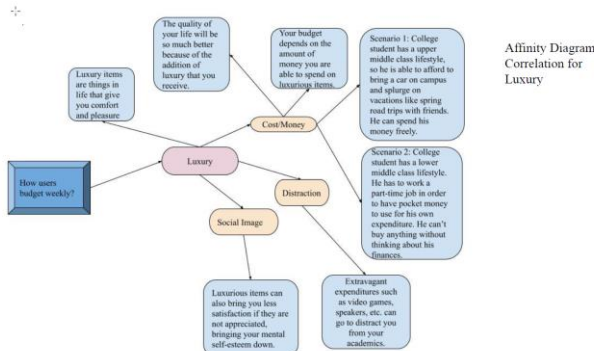 The quality of
your life will be
so much better
because of the
addition of
luxury that you
receive.
Your budget
depends on the
amount of
money you are
able to spend on
luxurious items.
Scenario 1: College
student has a upper
middle class lifestyle,
so he is able to afford to
bring a car on campus
and splurge on
vacations like spring
road trips with friends.
He can spend his
money freely.
Affinity Diagram
Correlation for
Luxury
Luxury items
are things in
life that give
you comfort
and pleasure
Cost/Money
Luxury
How users
budget weekly?
Distraction
Social Image
Scenario 2: College
student has a lower
middle class lifestyle.
He has to work a
part-time job in order
to have pocket money
to use for his own
expenditure. He can't
buy anything without
thinking about his
finances.
Luxurious items can
also bring you less
satisfaction if they are
not appreciated,
bringing your mental
self-esteem down.
Extravagant
expenditures such
as video games,
speakers, etc. can
go to distract you
from your
academics.